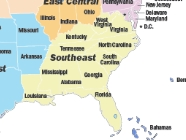 East Central
Pennsylvania
New Jersey
Delaware
Maryland
D.C.
Illinois
Indiana
Ohio
West
Virginia
Virginia
Missouri
Kentucky
North Carolina
Tennessee
Arkansas
Southeast
South
Carolina
Mississippi
Georgia
Alabama
Louisiana
Florida